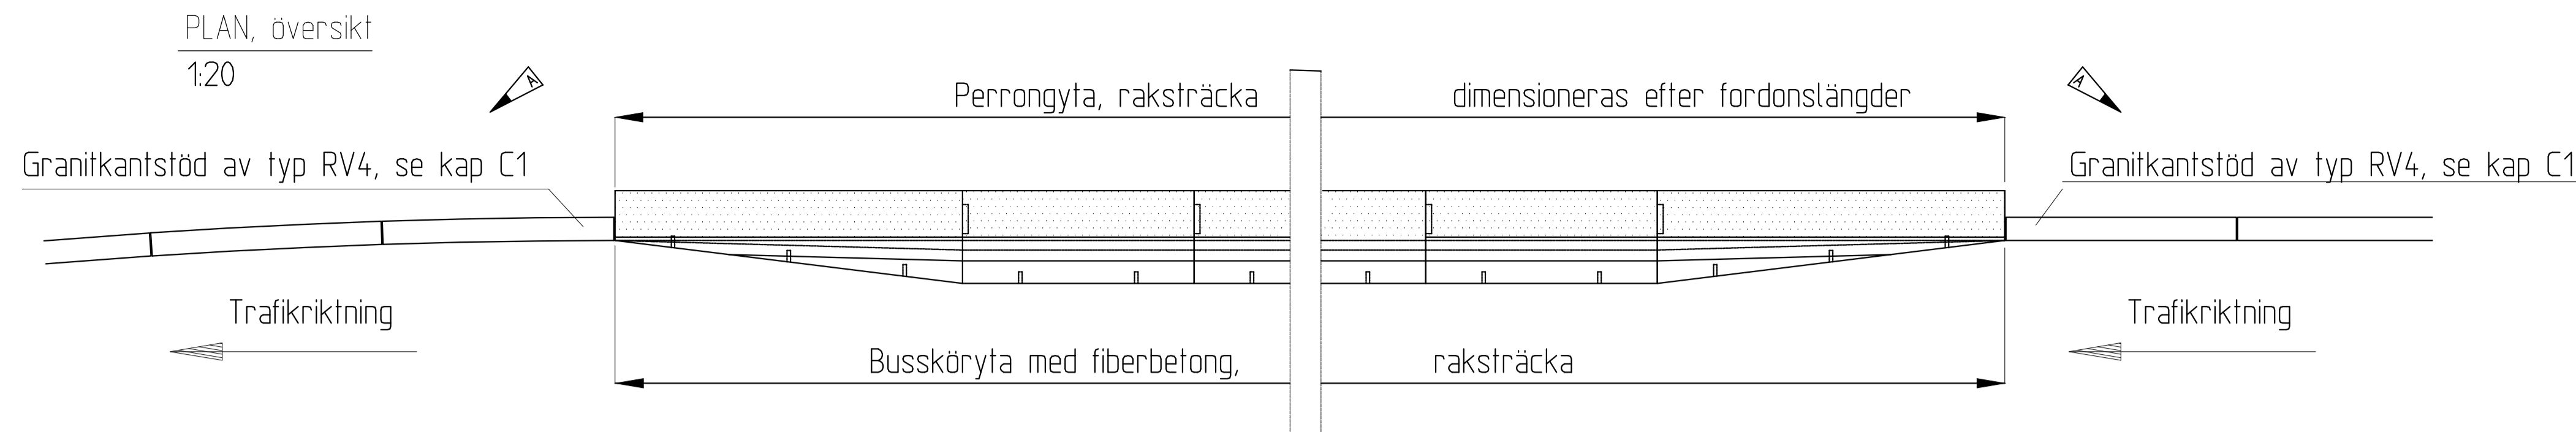 PLAN, översikt
1:20
A
A
Perrongyta, raksträcka
dimensioneras efter fordonslängder
Granitkantstöd av typ RV4, se kap C1
Granitkantstöd av typ RV4, se kap C1
Trafikriktning
Trafikriktning
Bussköryta med fiberbetong,
raksträcka